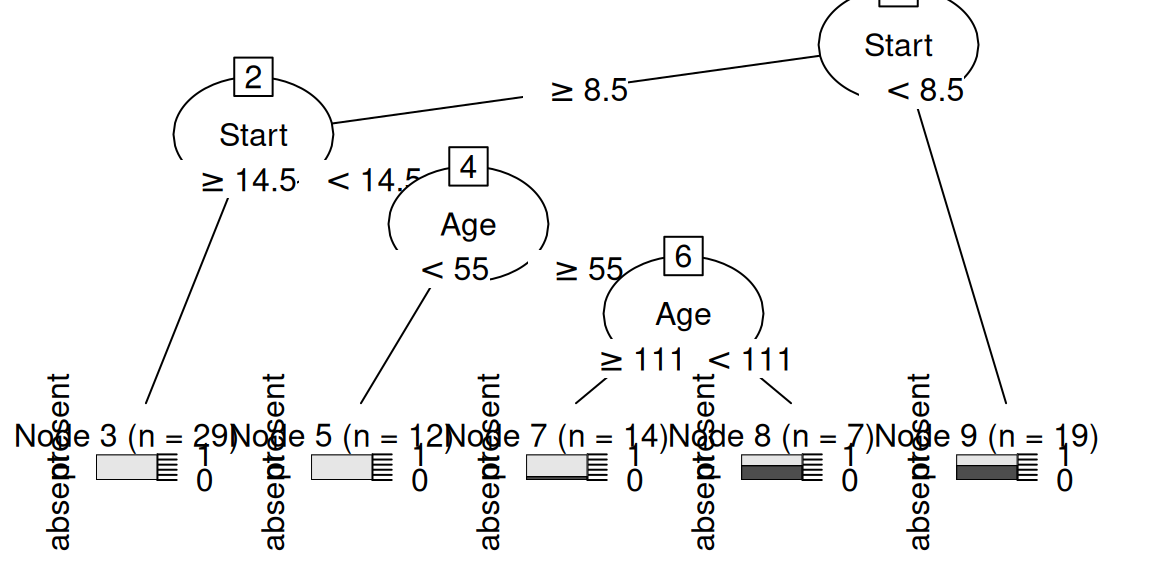 Start
≥ 8.5
< 8.5
2
Start
≥ 14.5
< 14.5
4
Age
< 55
≥ 55
6
Age
≥ 111
< 111
Node 3 (n = 29)
Node 5 (n = 12)
Node 7 (n = 14)
Node 8 (n = 7)
Node 9 (n = 19)
absent
present
1
0
absent
present
1
0
absent
present
1
0
absent
present
1
0
absent
present
1
0